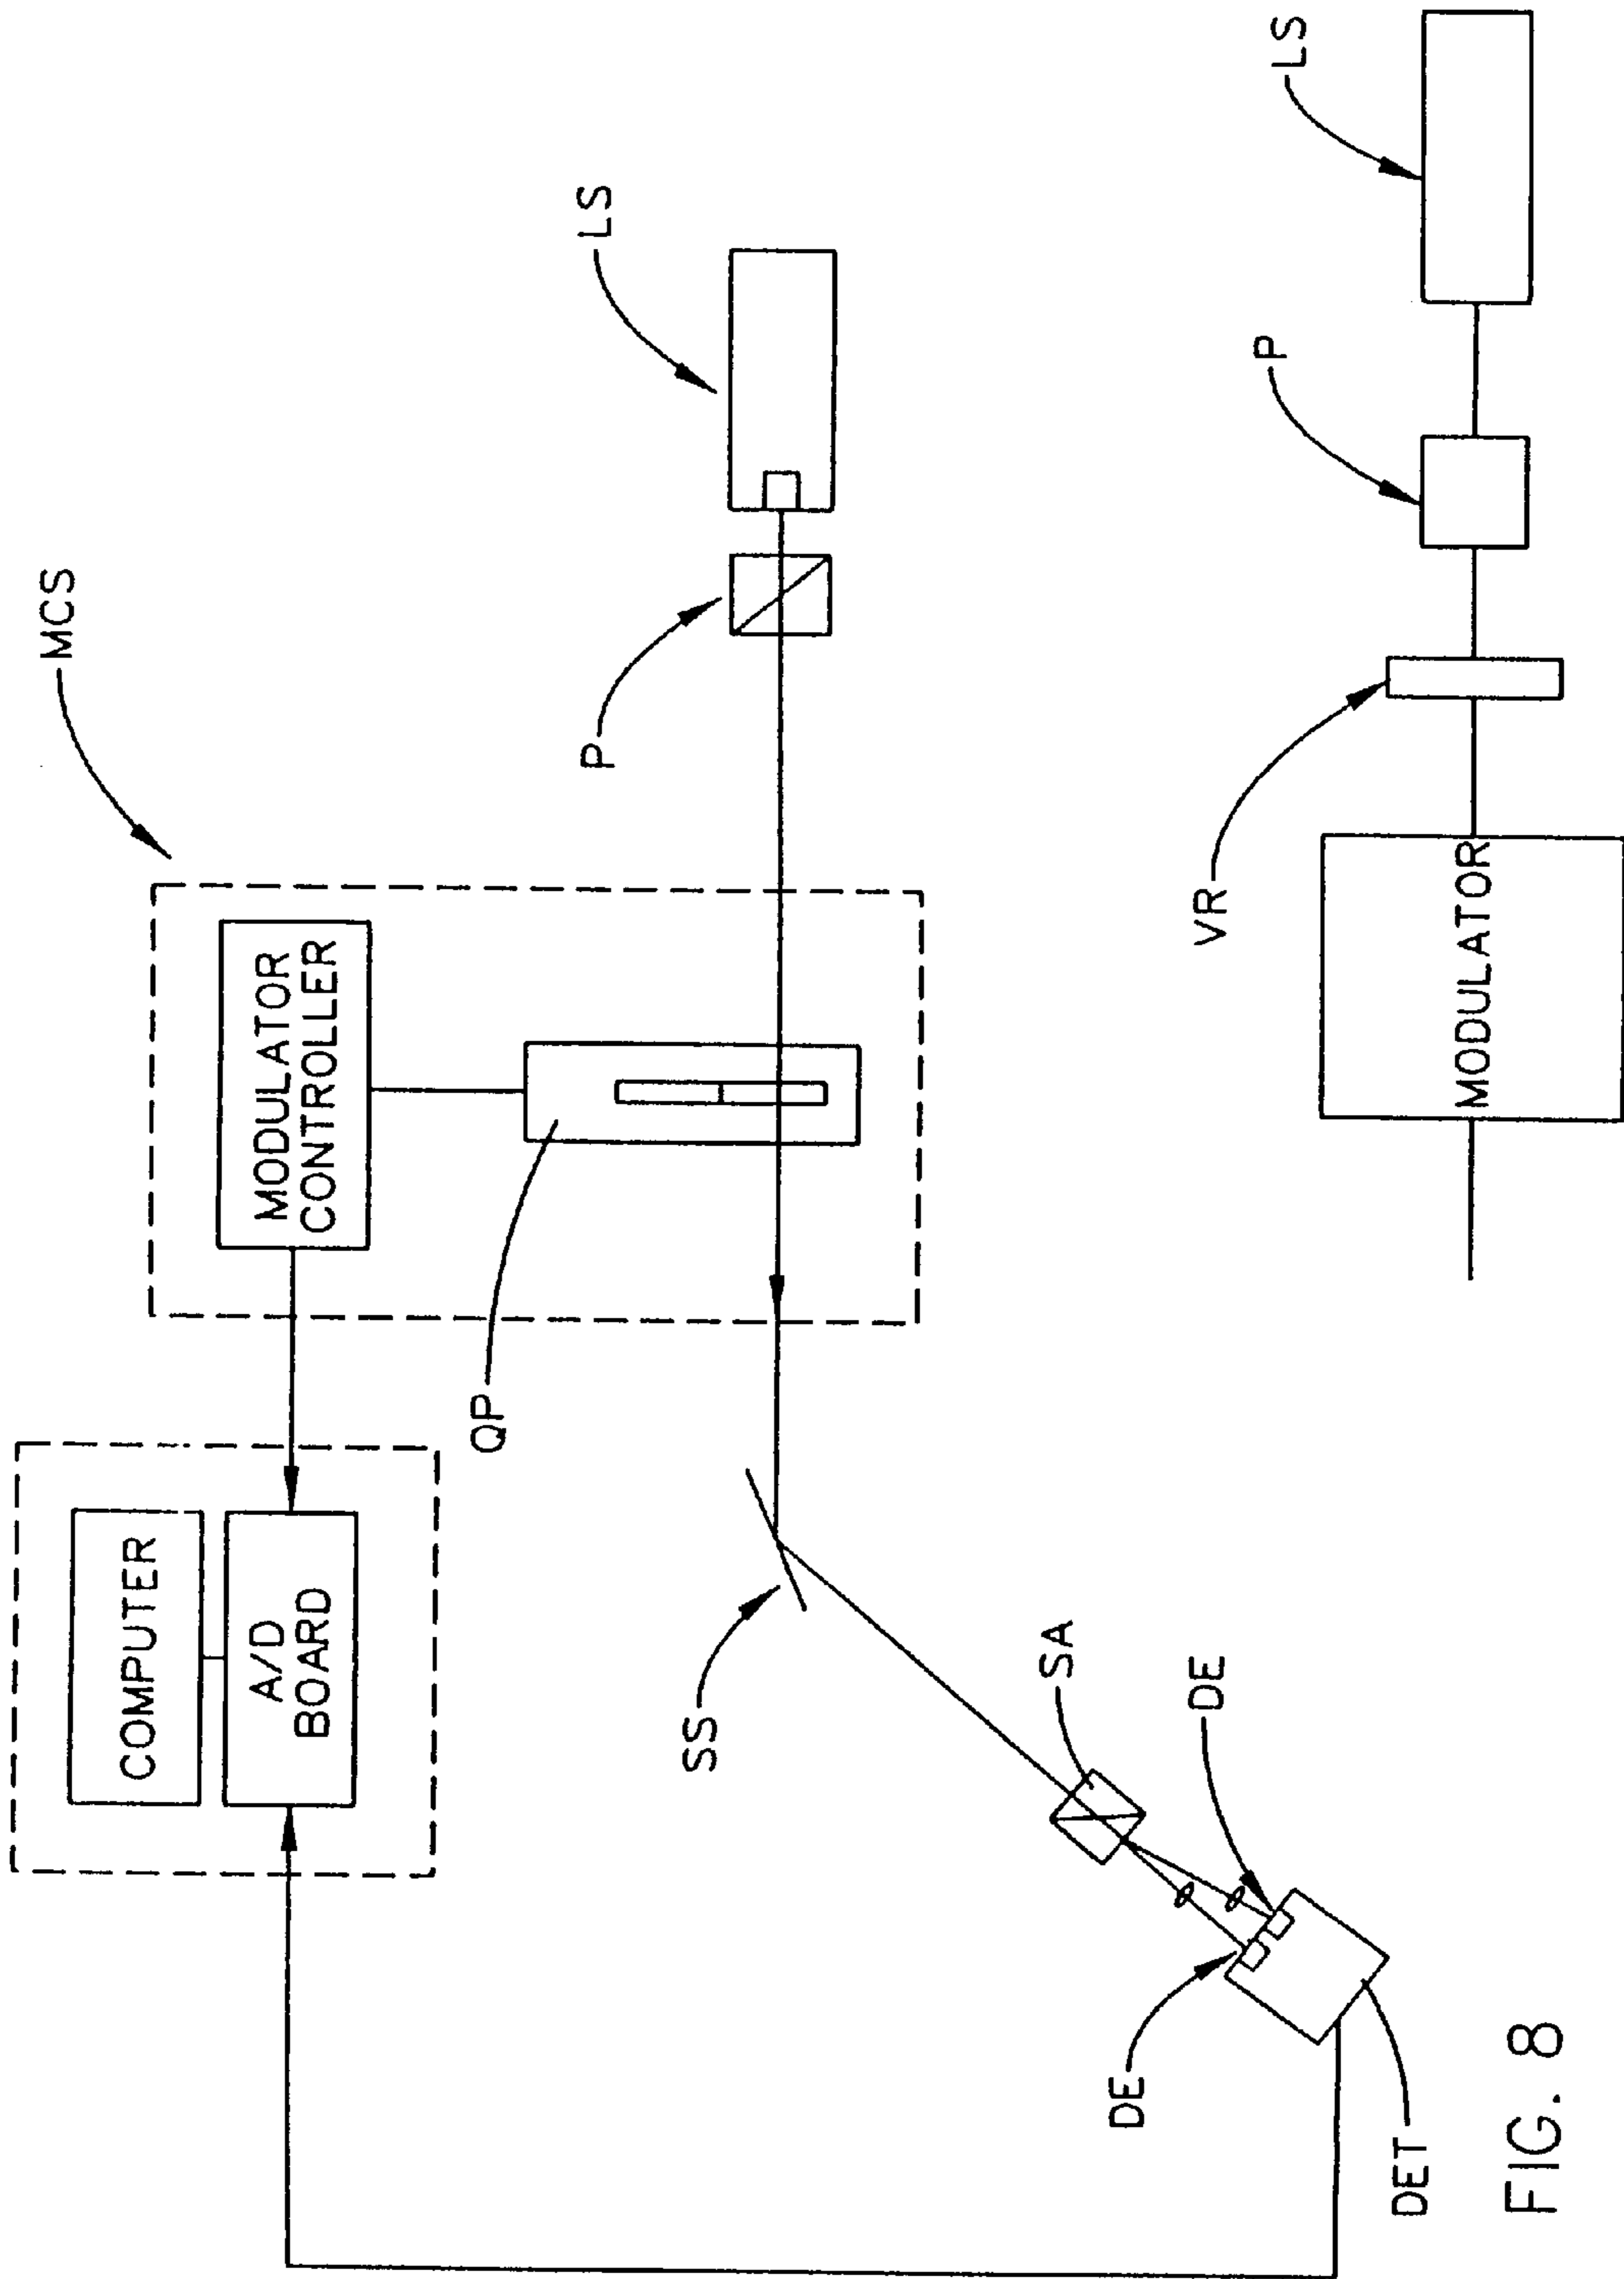 COMPUTER
A/D
BOARD
MODULATOR
CONTROLLER
MCS
QP
P
LS
SS
SA
DE
DE
DET
VR
P
LS
MODULATOR
FIG. 8